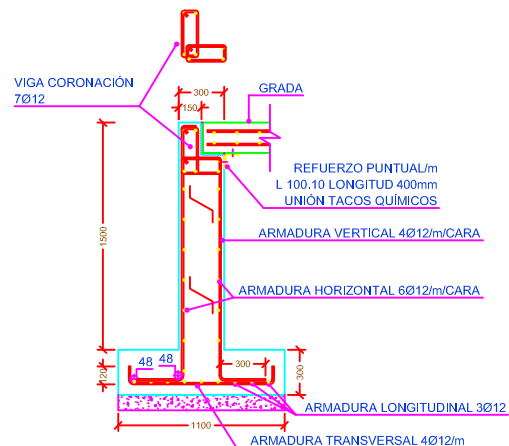 VIGA CORONACIÓN
7Ø12
300
150
GRADA
REFUERZO PUNTUAL/m
L 100.10 LONGITUD 400mm
UNIÓN TACOS QUÍMICOS
1500
ARMADURA VERTICAL 4Ø12/m/CARA
ARMADURA HORIZONTAL 6Ø12/m/CARA
48 48
120
300
300
ARMADURA LONGITUDINAL 3Ø12
1100
ARMADURA TRANSVERSAL 4Ø12/m